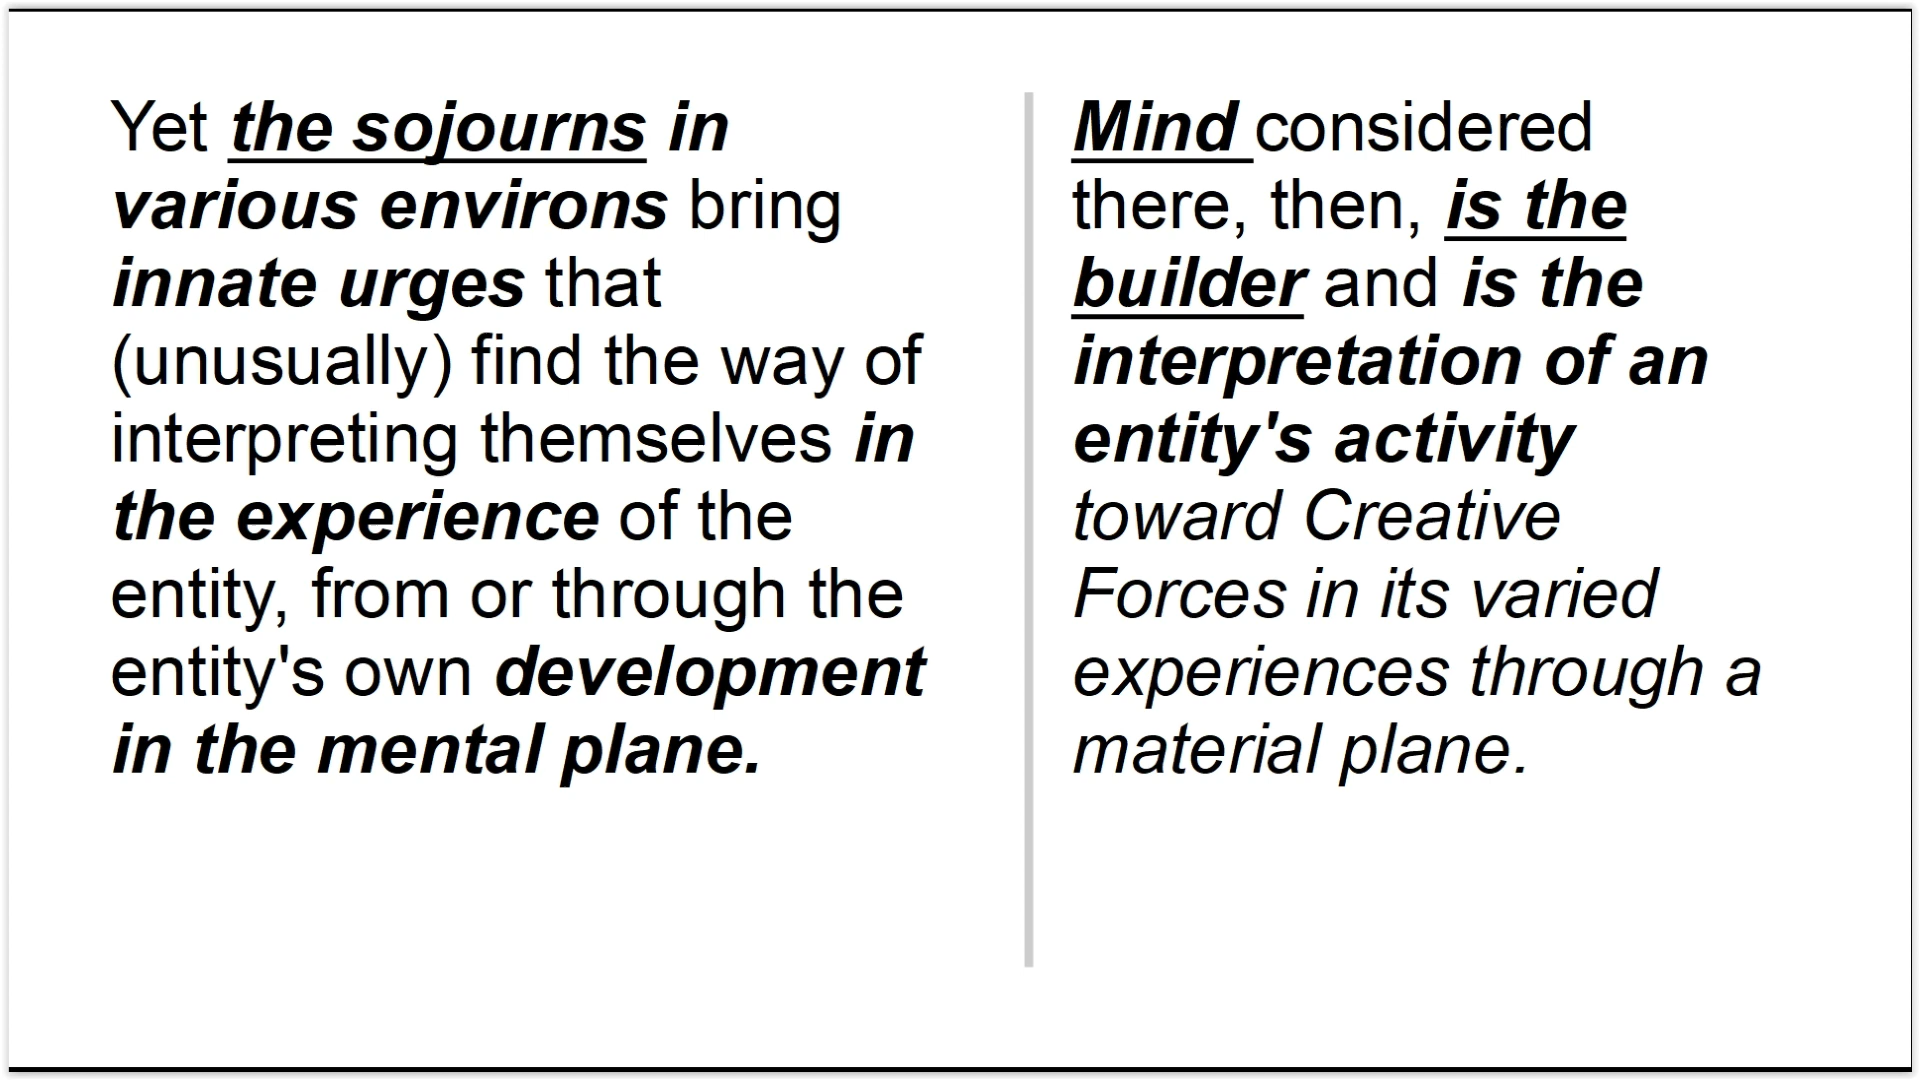 Yet the sojourns in
various environs bring
innate urges that
(unusually) find the way of
interpreting themselves in
the experience of the
entity, from or through the
entity's own development
in the mental plane.
Mind considered
there, then, is the
builder and is the
interpretation of an
entity's activity
toward Creative
Forces in its varied
experiences through a
material plane.